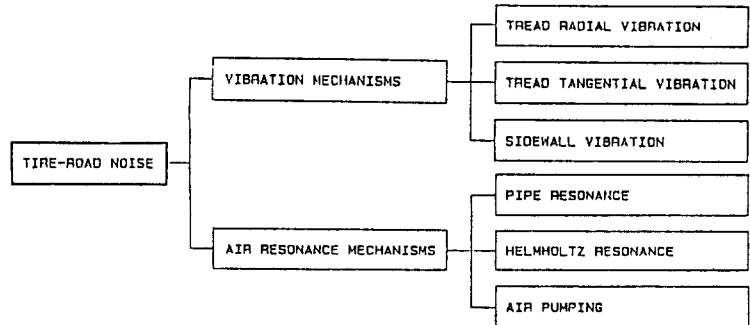 TIRE-ROAD NOISE
VIBRATION MECHANISMS
TREAD RADIAL VIBRATION
TREAD TANGENTIAL VIBRATION
SIDEWALL VIBRATION
AIR RESONANCE MECHANISMS
PIPE RESONANCE
HELMHOLTZ RESONANCE
AIR PUMPING